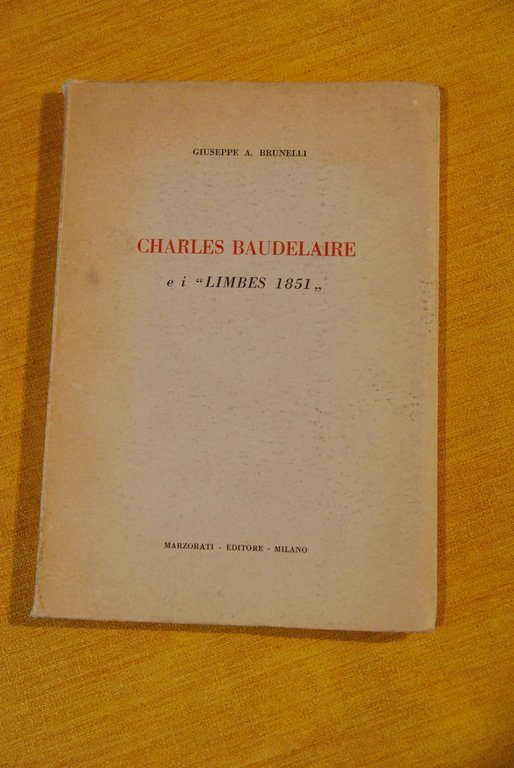 GIUSEPPE A. BRUNELLI
CHARLES BAUDELAIRE
e i “LIMBES 1851„
MARZORATI - EDITORE - MILANO